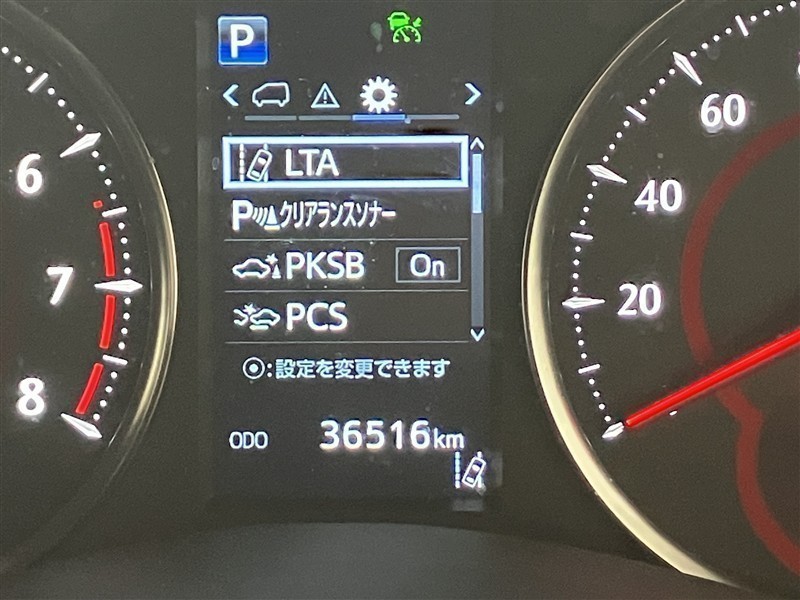 P
LTA
Pクリアランスソナー
PKSB On
PCS
:設定を変更できます
ODO 36516km
6
7
8
60
40
20